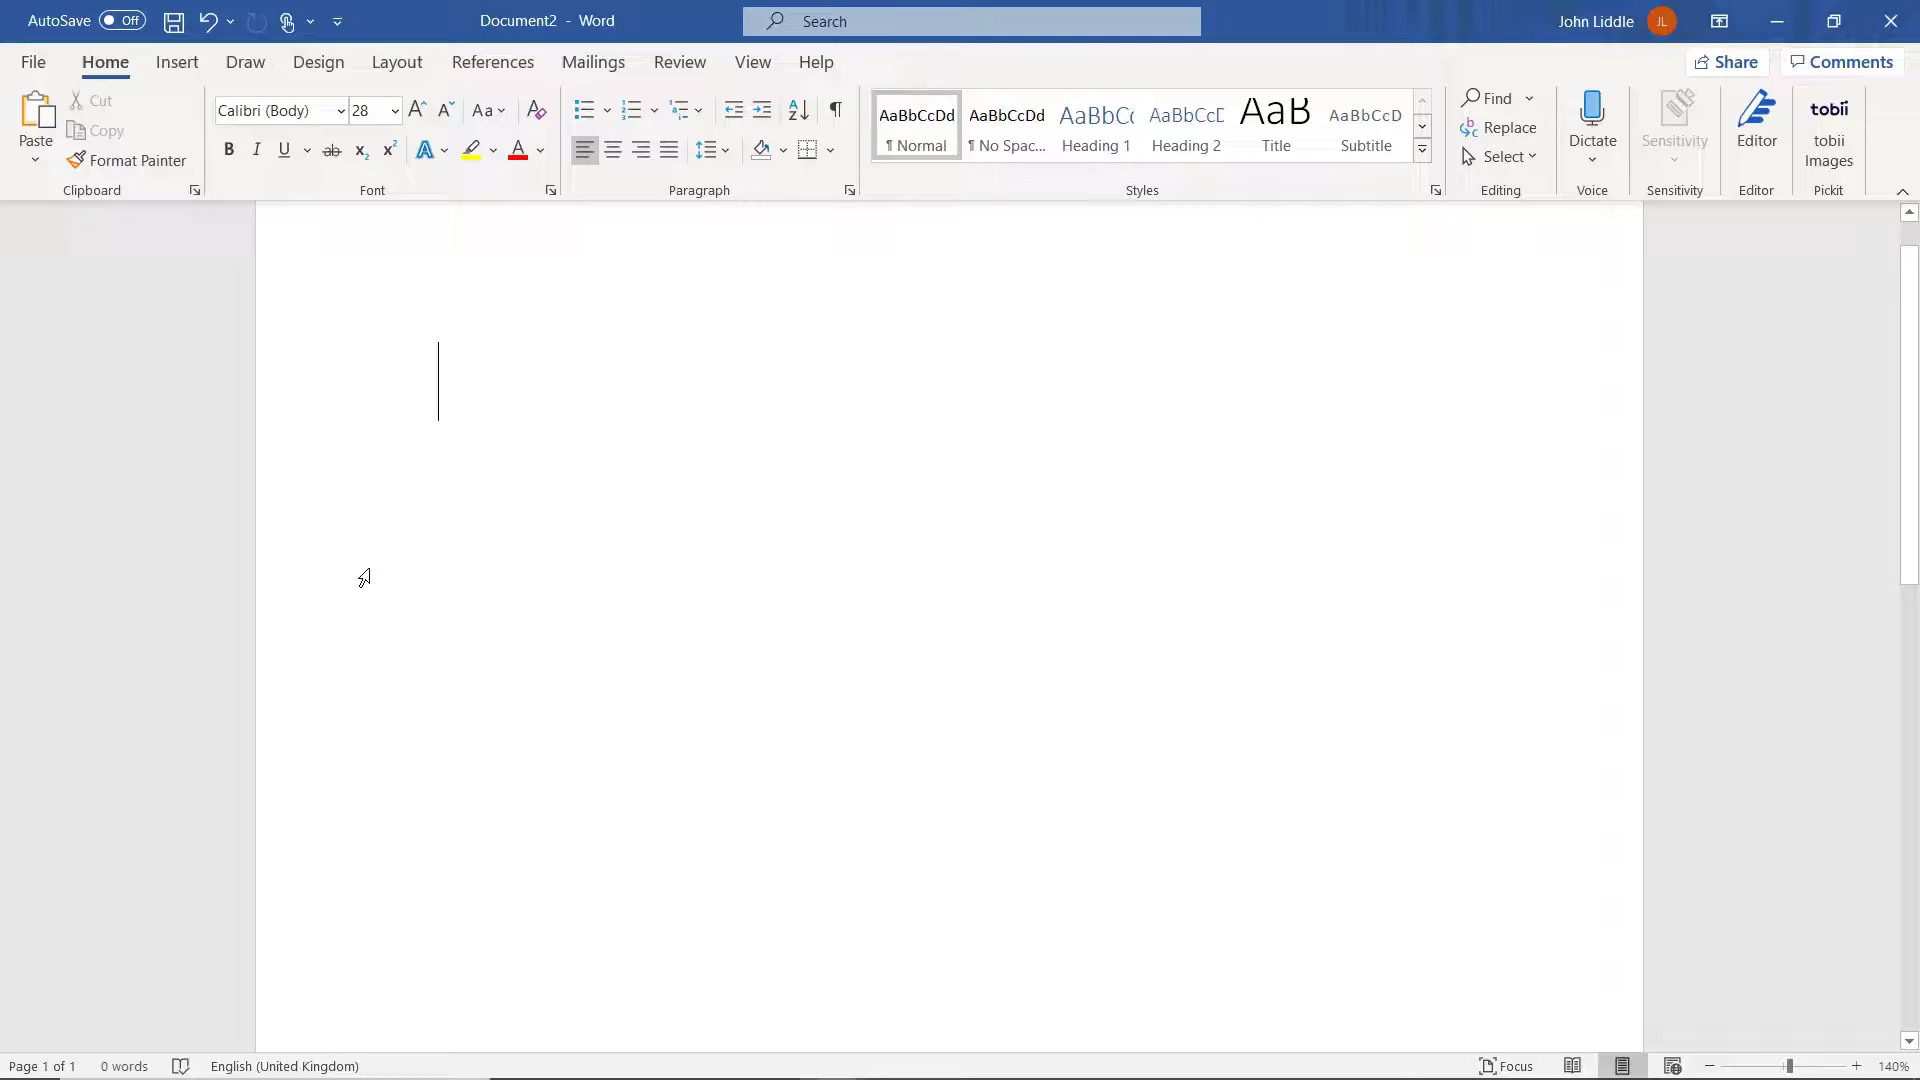 AutoSave Off Document2 - Word Search John Liddle JL
File Home Insert Draw Design Layout References Mailings Review View Help Share Comments
Paste
Cut
Copy
Format Painter
Clipboard
Calibri (Body) 28
Font
Paragraph
AaBbCcDd
¶ Normal
AaBbCcDd
¶ No Spac...
AaBbCc
Heading 1
AaBbCcD
Heading 2
AaB
Title
AaBbCcD
Subtitle
Styles
Find
Replace
Select
Editing
Dictate
Voice
Sensitivity
Sensitivity
Editor
Editor
tobii
tobii
Images
Pickit
Page 1 of 1 0 words English (United Kingdom) Focus 140%